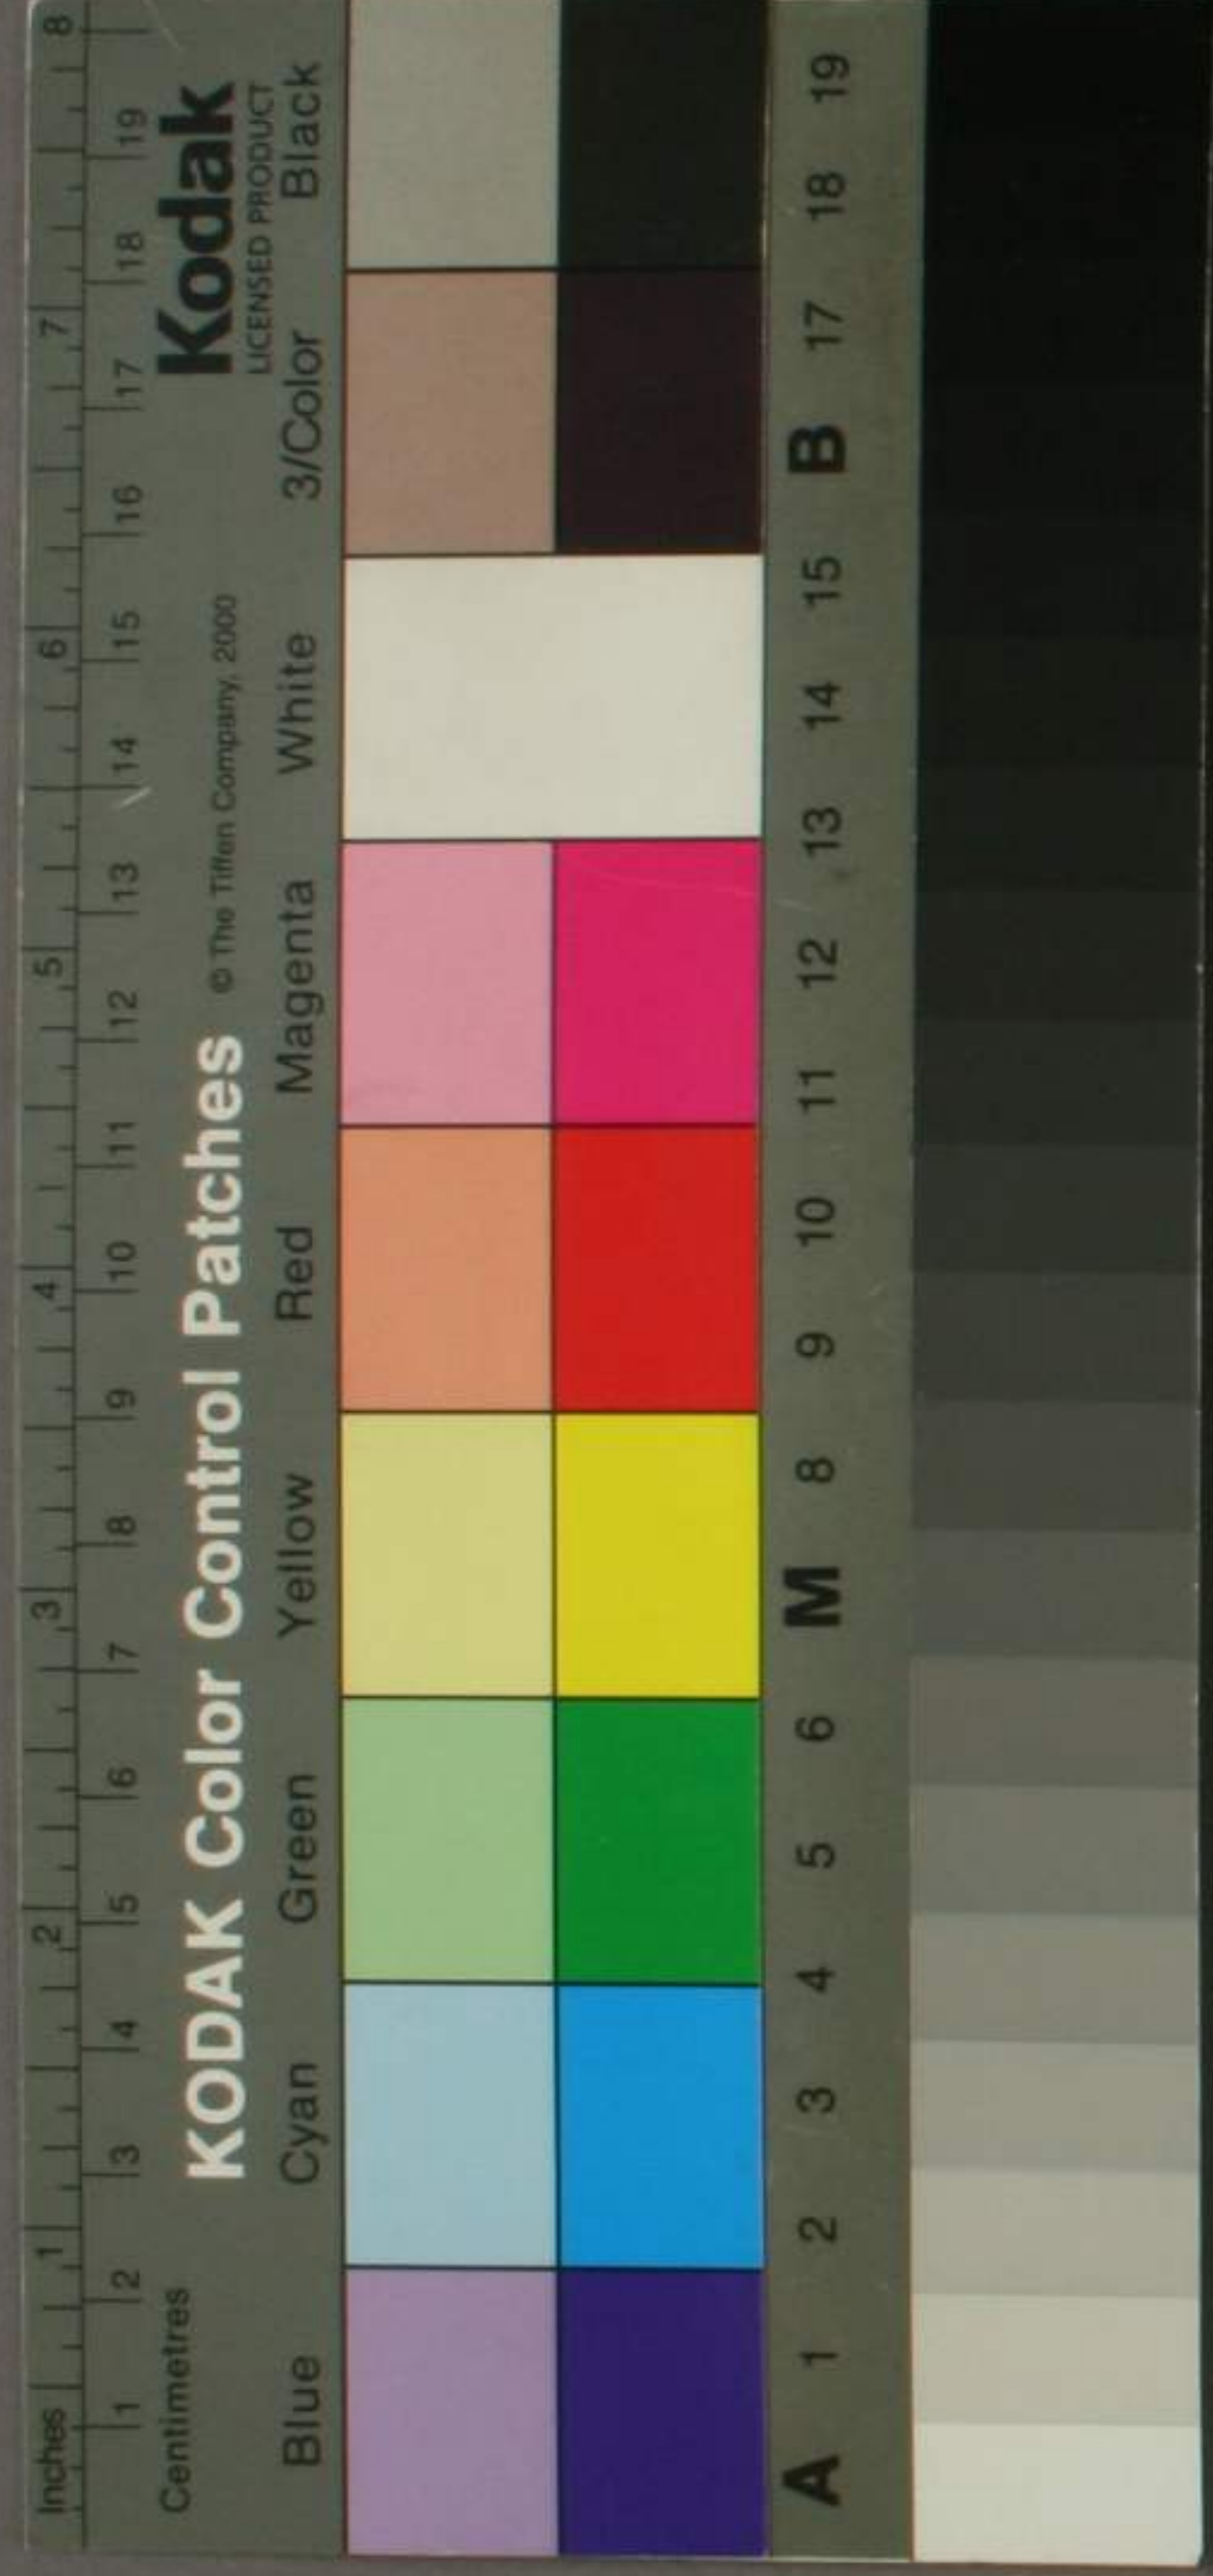 Inches 1 2 3 4 5 6 7 8
1 2 3 4 5 6 7 8 9 10 11 12 13 14 15 16 17 18 19
Centimetres
KODAK Color Control Patches © The Tiffen Company, 2000
Kodak
LICENSED PRODUCT
Blue Cyan Green Yellow Red Magenta White 3/Color Black
A 1 2 3 4 5 6 M 8 9 10 11 12 13 14 15 B 17 18 19